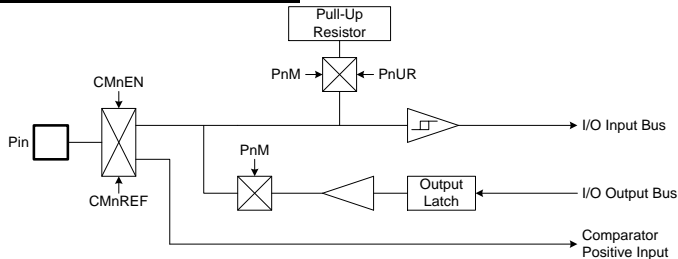 Pull-Up
Resistor
PnM
PnUR
CMnEN
Pin
I/O Input Bus
PnM
CMnREF
Output
Latch
I/O Output Bus
Comparator
Positive Input